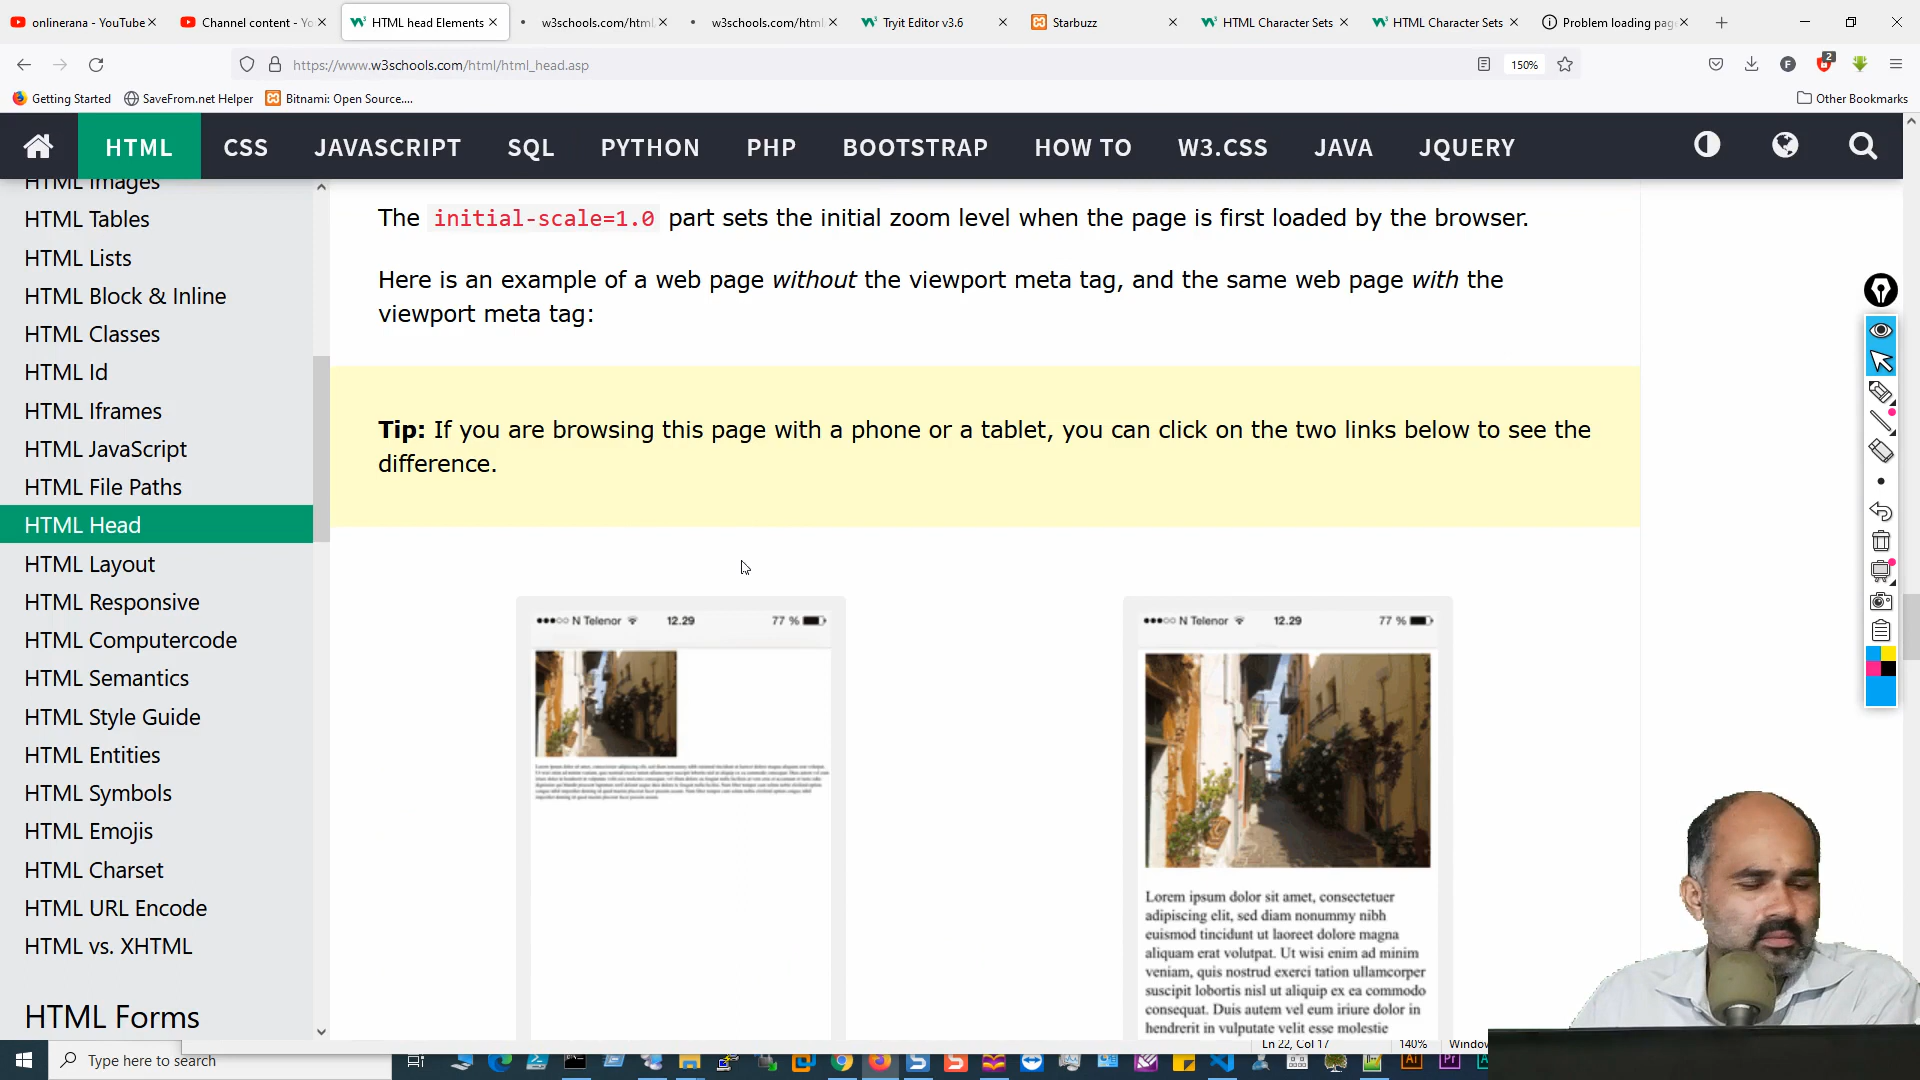 onlinerana - YouTube
Channel content - Yo
HTML head Elements
w3schools.com/html.
w3schools.com/html.
Tryit Editor v3.6
Starbuzz
HTML Character Sets
HTML Character Sets
Problem loading pag
https://www.w3schools.com/html/html_head.asp
150%
2
Getting Started
SaveFrom.net Helper
Bitnami: Open Source....
Other Bookmarks
HTML
CSS
JAVASCRIPT
SQL
PYTHON
PHP
BOOTSTRAP
HOW TO
W3.CSS
JAVA
JQUERY
HTML Images
HTML Tables
HTML Lists
HTML Block & Inline
HTML Classes
HTML Id
HTML Iframes
HTML JavaScript
HTML File Paths
HTML Head
HTML Layout
HTML Responsive
HTML Computercode
HTML Semantics
HTML Style Guide
HTML Entities
HTML Symbols
HTML Emojis
HTML Charset
HTML URL Encode
HTML vs. XHTML
HTML Forms
The initial-scale=1.0 part sets the initial zoom level when the page is first loaded by the browser.
Here is an example of a web page without the viewport meta tag, and the same web page with the
viewport meta tag:
Tip: If you are browsing this page with a phone or a tablet, you can click on the two links below to see the
difference.
N Telenor 12.29 77 %
N Telenor 12.29 77 %
Lorem ipsum dolor sit amet, consectetuer
adipiscing elit, sed diam nonummy nibh
euismod tincidunt ut laoreet dolore magna
aliquam erat volutpat. Ut wisi enim ad minim
veniam, quis nostrud exerci tation ullamcorper
suscipit lobortis nisl ut aliquip ex ea commodo
consequat. Duis autem vel eum iriure dolor in
hendrerit in vulputate velit esse molestie
Ln 22, Col 17
140%
Window
Type here to search